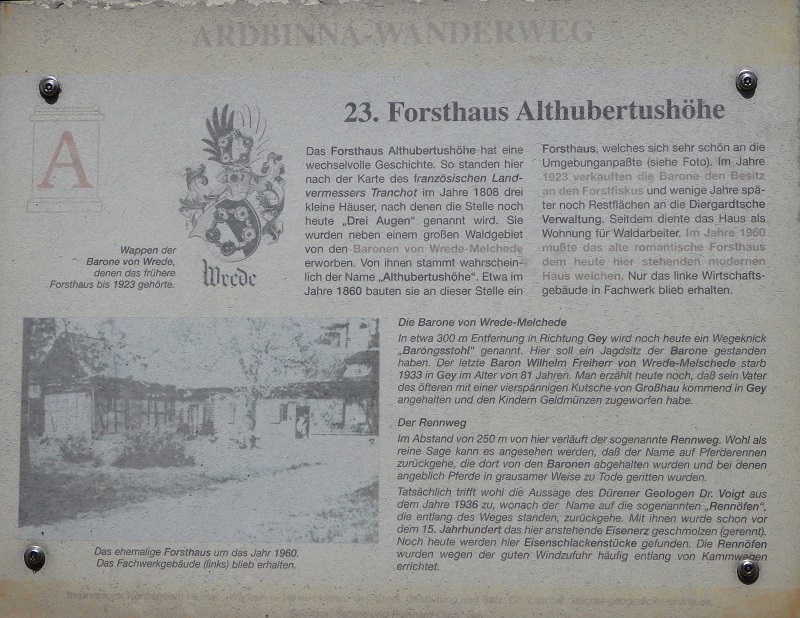 ARDBINNA-WANDERWEG
23. Forsthaus Althubertushöhe
A
Wappen der
Barone von Wrede,
denen das frühere
Forsthaus bis 1923 gehörte.
Wrede
Das Forsthaus Althubertushöhe hat eine
wechselvolle Geschichte. So standen hier
nach der Karte des französischen Land-
vermessers Tranchot im Jahre 1808 drei
kleine Häuser, nach denen die Stelle noch
heute „Drei Augen" genannt wird. Sie
wurden neben einem großen Waldgebiet
von den Baronen von Wrede-Melchede
erworben. Von ihnen stammt wahrschein-
lich der Name „Althubertushöhe". Etwa im
Jahre 1860 bauten sie an dieser Stelle ein
Forsthaus, welches sich sehr schön an die
Umgebunganpaßte (siehe Foto). Im Jahre
1923 verkauften die Barone den Besitz
an den Forstfiskus und wenige Jahre spä-
ter noch Restflächen an die Diergardtsche
Verwaltung. Seitdem diente das Haus als
Wohnung für Waldarbeiter. Im Jahre 1960
mußte das alte romantische Forsthaus
dem heute hier stehenden modernen
Haus weichen. Nur das linke Wirtschafts-
gebäude in Fachwerk blieb erhalten.
Die Barone von Wrede-Melchede
In etwa 300 m Entfernung in Richtung Gey wird noch heute ein Wegeknick
„Barongsstohl" genannt. Hier soll ein Jagdsitz der Barone gestanden
haben. Der letzte Baron Wilhelm Freiherr von Wrede-Melschede starb
1933 in Gey im Alter von 81 Jahren. Man erzählt heute noch, daß sein Vater
des öfteren mit einer vierspännigen Kutsche von Großhau kommend in Gey
angehalten und den Kindern Geldmünzen zugeworfen habe.
Der Rennweg
Im Abstand von 250 m von hier verläuft der sogenannte Rennweg. Wohl als
reine Sage kann es angesehen werden, daß der Name auf Pferderennen
zurückgehe, die dort von den Baronen abgehalten wurden und bei denen
angeblich Pferde in grausamer Weise zu Tode geritten wurden.
Tatsächlich trifft wohl die Aussage des Dürener Geologen Dr. Voigt aus
dem Jahre 1936 zu, wonach der Name auf die sogenannten „Rennöfen",
die entlang des Weges standen, zurückgehe. Mit ihnen wurde schon vor
dem 15. Jahrhundert das hier anstehende Eisenerz geschmolzen (gerennt).
Noch heute werden hier Eisenschlackenstücke gefunden. Die Rennöfen
wurden wegen der guten Windzufuhr häufig entlang von Kammwegen
errichtet.
Das ehemalige Forsthaus um das Jahr 1960.
Das Fachwerkgebäude (links) blieb erhalten.